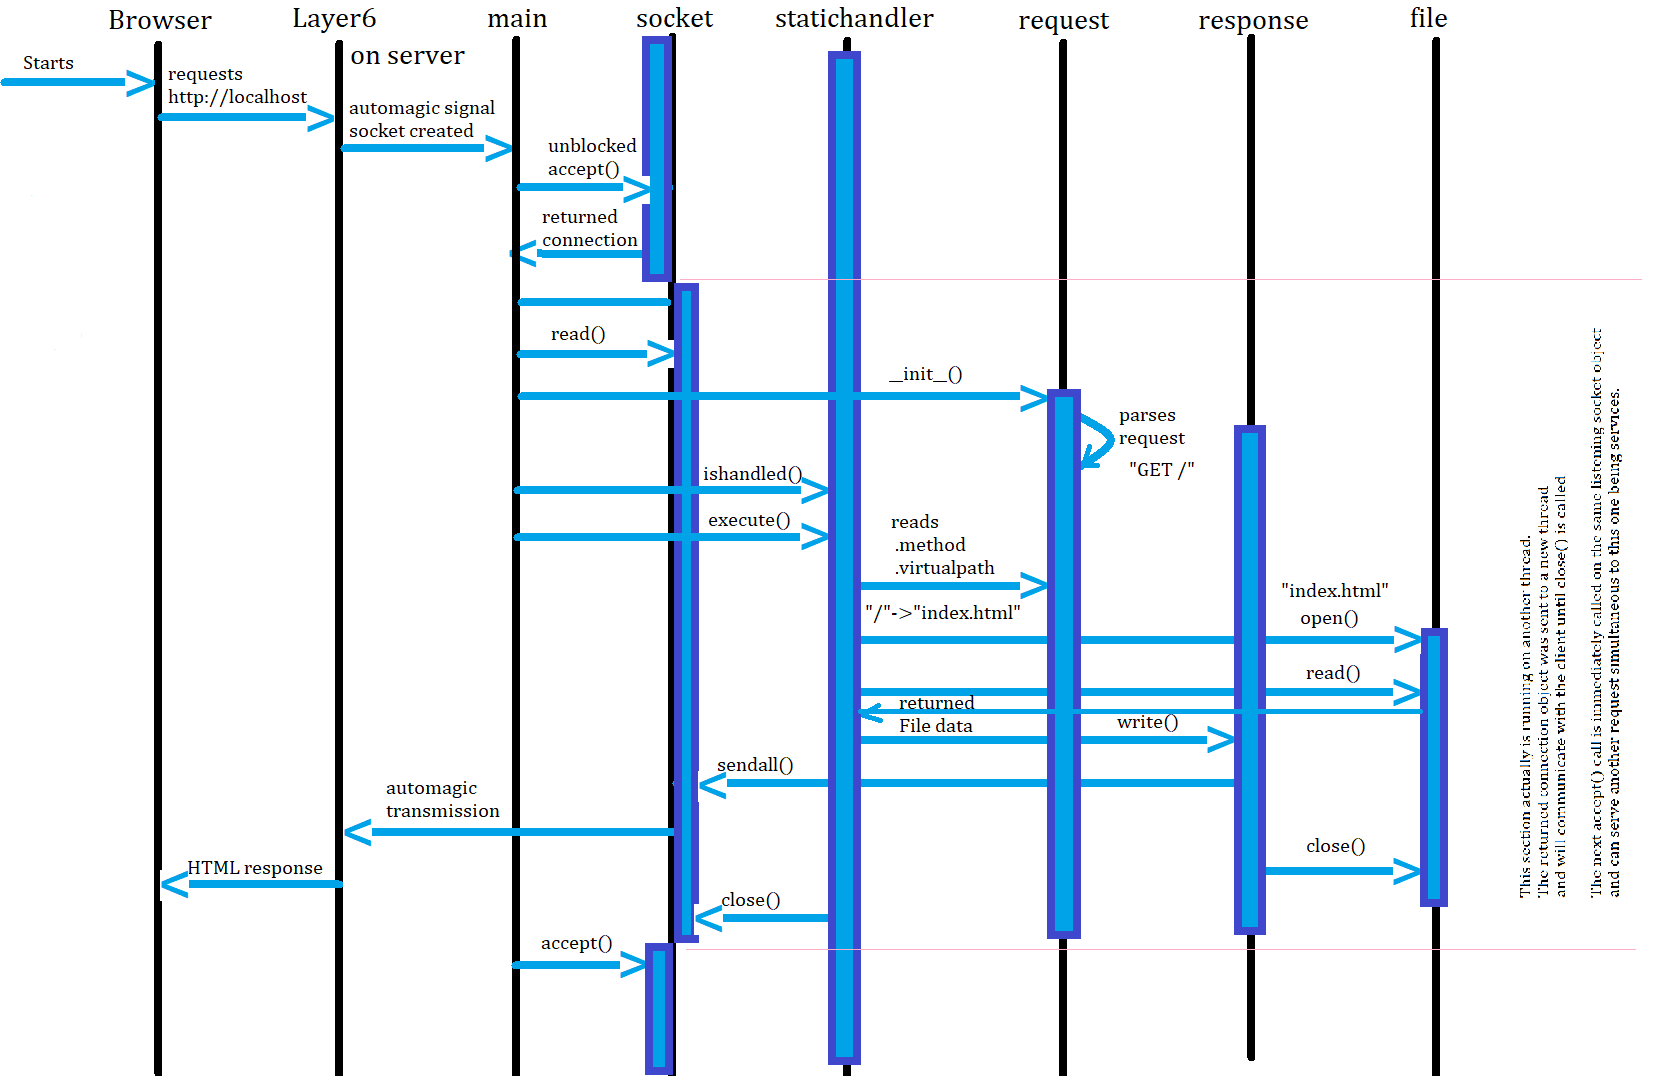 Browser
Layer6
on server
main
socket
statichandler
request
response
file
Starts
requests
http://localhost
automagic signal
socket created
unblocked
accept()
returned
connection
read()
__init__()
parses
request
"GET /"
ishandled()
execute()
reads
.method
.virtualpath
"/"->"index.html"
"index.html"
open()
read()
returned
File data
write()
sendall()
automagic
transmission
close()
HTML response
close()
accept()
This section actually is running on another thread.
The returned connection object was sent to a new thread
and will communicate with the client until close() is called
The next accept() call is immediately called on the same listening socket object
and can serve another request simultaneous to this one being services.